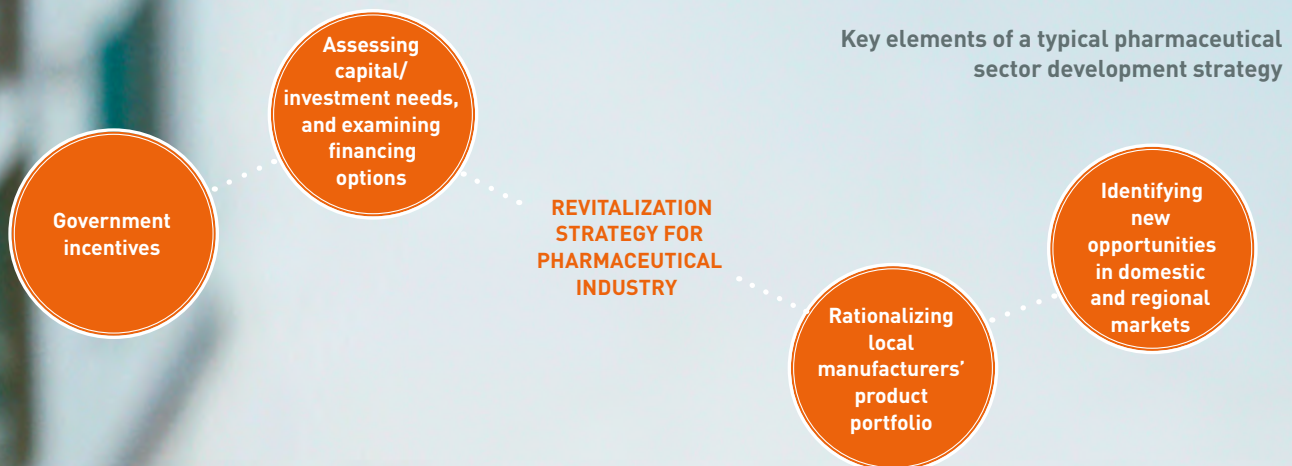 Key elements of a typical pharmaceutical
sector development strategy
Government
incentives
Assessing
capital/
investment needs,
and examining
financing
options
REVITALIZATION
STRATEGY FOR
PHARMACEUTICAL
INDUSTRY
Rationalizing
local
manufacturers’
product
portfolio
Identifying
new
opportunities
in domestic
and regional
markets